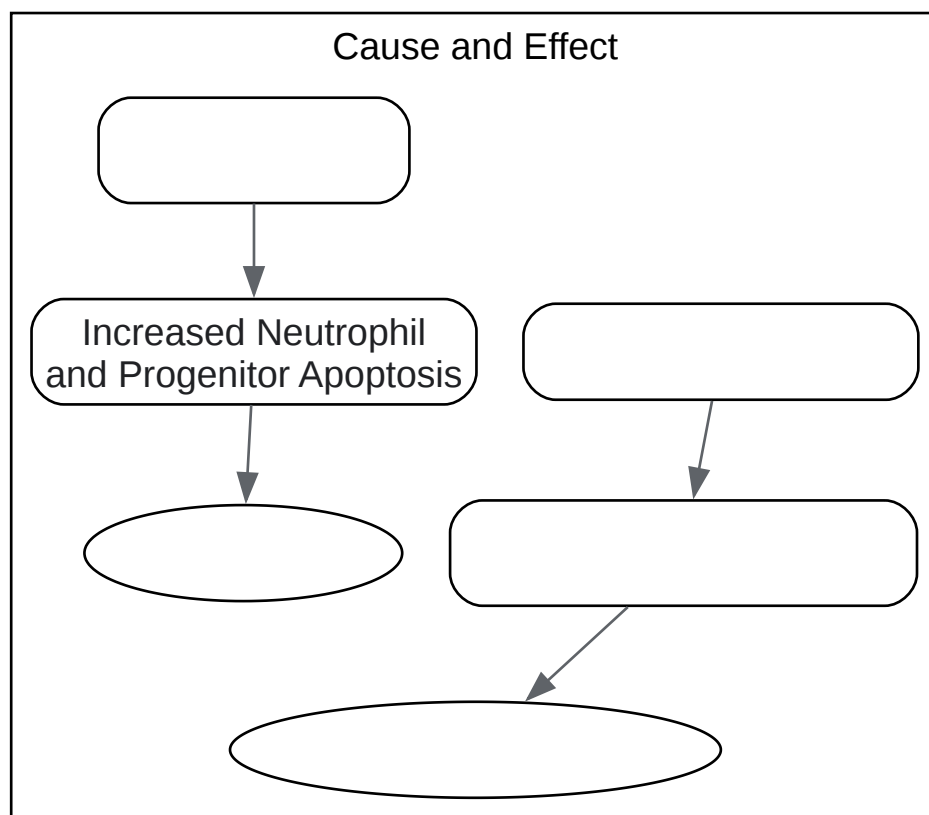 Cause and Effect
Increased Neutrophil
and Progenitor Apoptosis